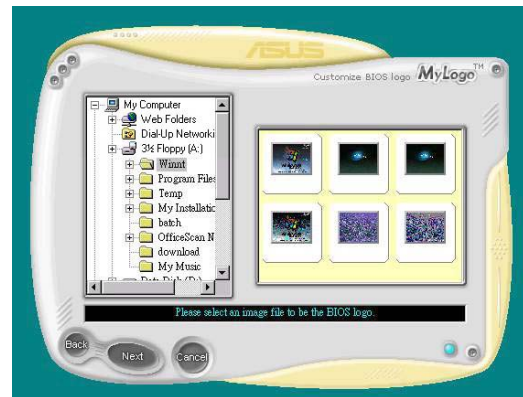 ASUS
Customize BIOS logo MyLogo™
My Computer
Web Folders
Dial-Up Networki
3½ Floppy (A:)
Winnt
Program Files
Temp
My Installatic
batch
OfficeScan N
download
My Music
Please select an image file to be the BIOS logo.
Back
Next
Cancel